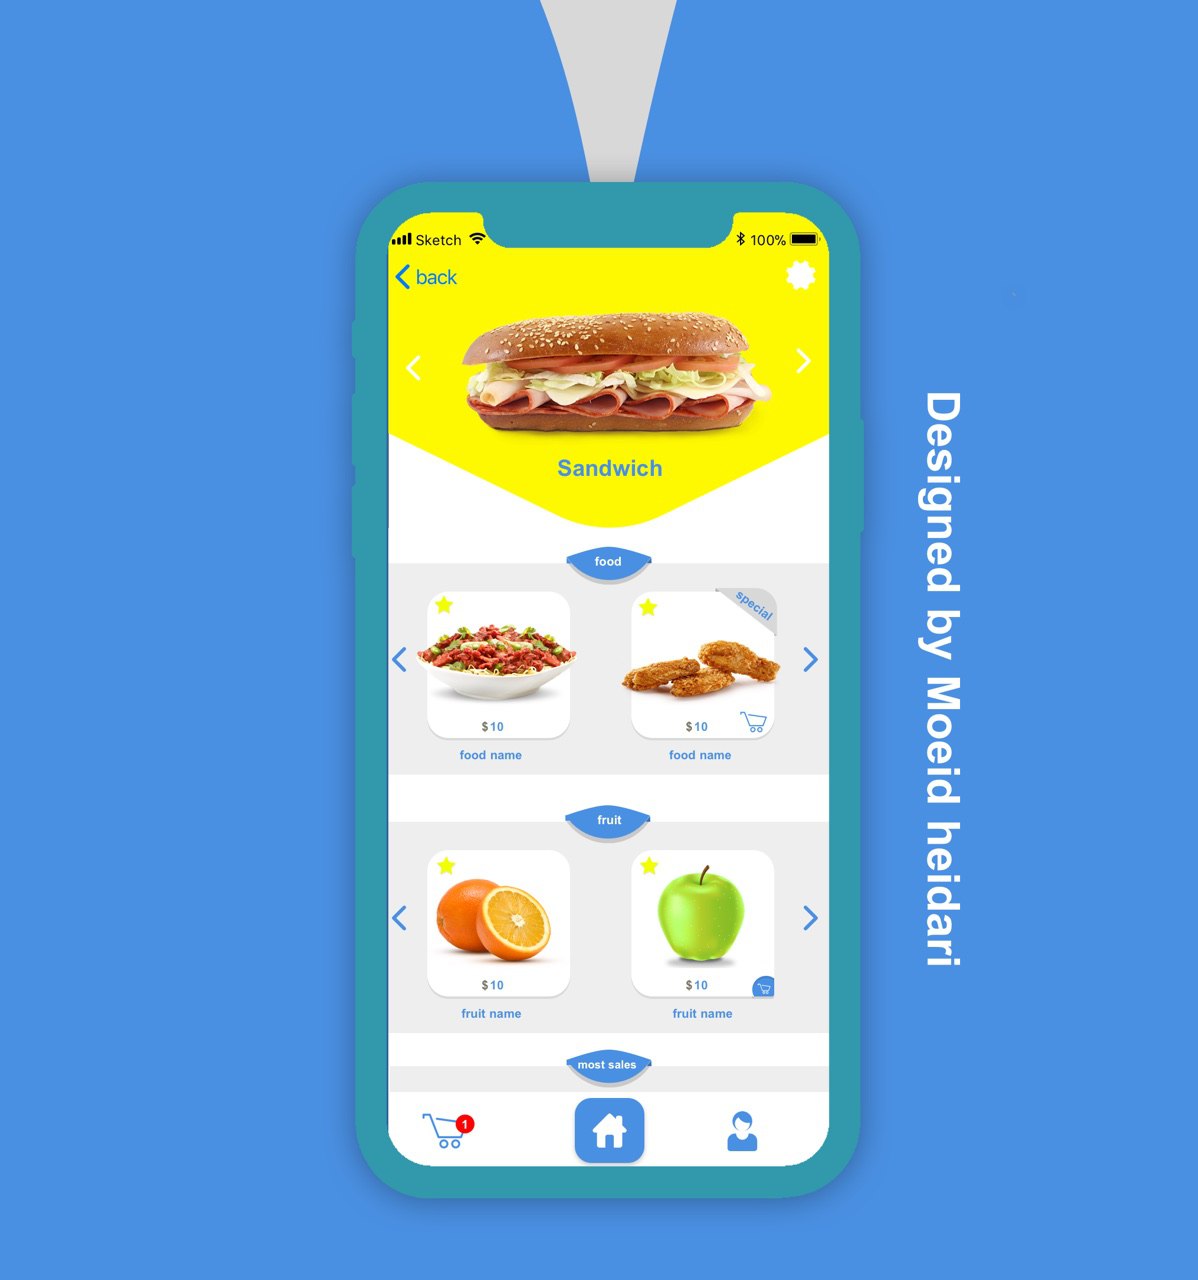 Sketch 100%
back
Sandwich
food
special
$10 $10
food name food name
fruit
$10 $10
fruit name fruit name
most sales
1
Designed by Moeid heidari